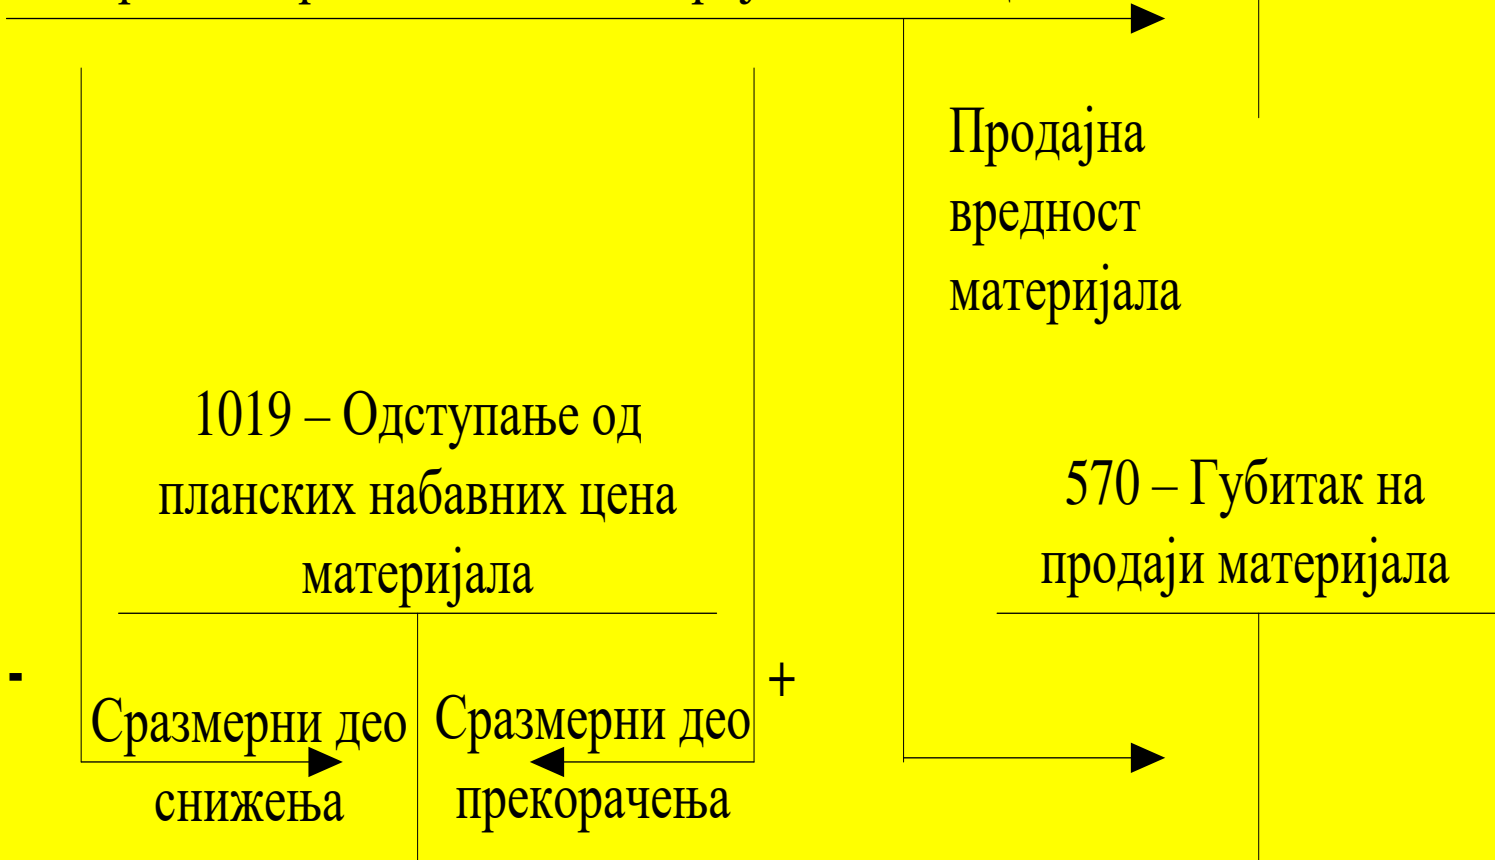 Продајна
вредност
материјала
1019 – Одступање од
планских набавних цена
материјала
570 – Губитак на
продаји материјала
-
+
Сразмерни део
снижења
Сразмерни део
прекорачења